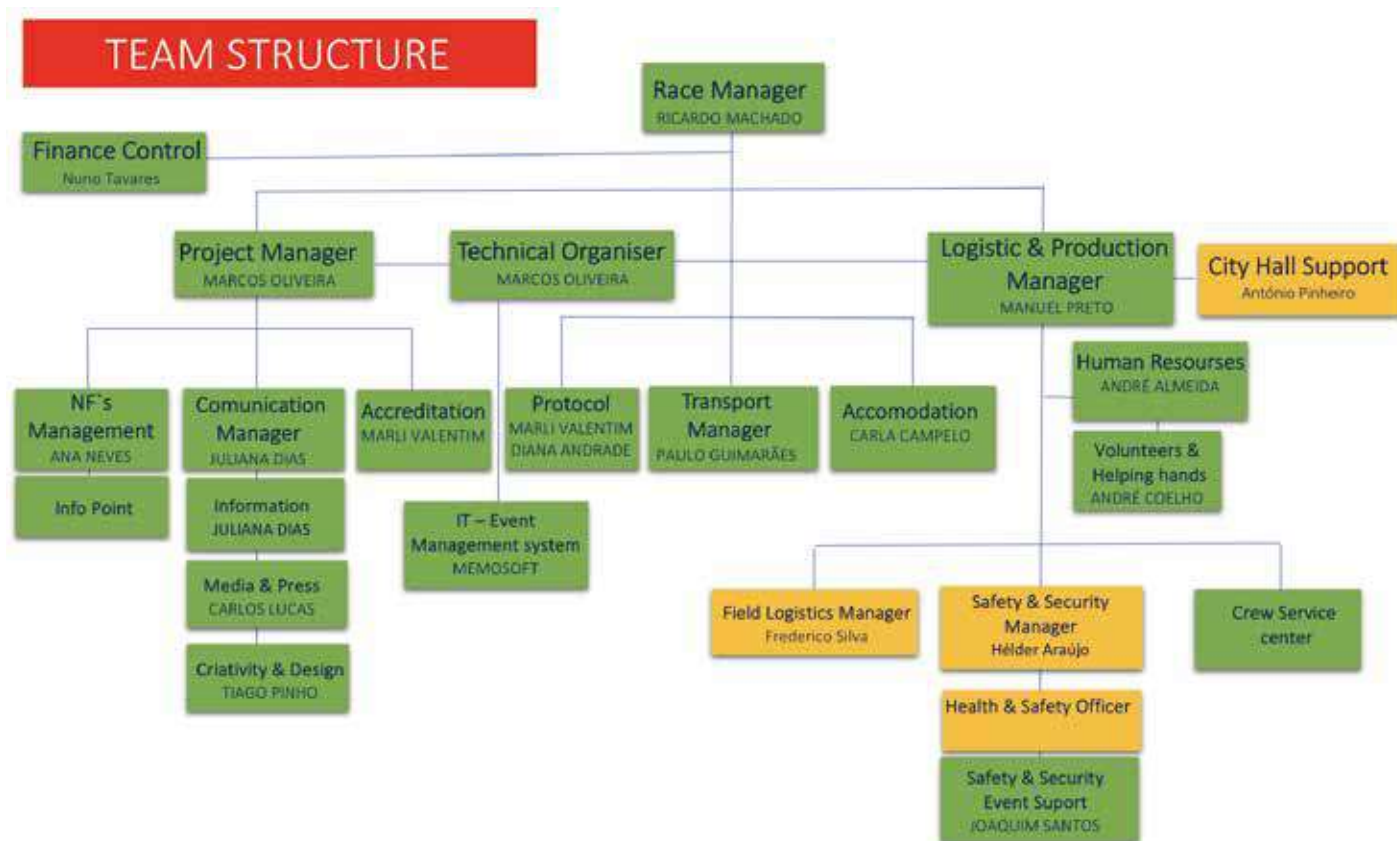 TEAM STRUCTURE
Race Manager
RICARDO MACHADO
Finance Control
Nuno Tavares
Project Manager
MARCOS OLIVEIRA
Technical Organiser
MARCOS OLIVEIRA
Logistic & Production
Manager
MANUEL PRETO
City Hall Support
António Pinheiro
Human Resourses
ANDRÉ ALMEIDA
Volunteers &
Helping hands
ANDRÉ COELHO
NF`s
Management
ANA NEVES
Info Point
Comunication
Manager
JULIANA DIAS
Information
JULIANA DIAS
Media & Press
CARLOS LUCAS
Criativity & Design
TIAGO PINHO
Accreditation
MARLI VALENTIM
IT – Event
Management system
MEMOSOFT
Protocol
MARLI VALENTIM
DIANA ANDRADE
Transport
Manager
PAULO GUIMARÃES
Accomodation
CARLA CAMPELO
Field Logistics Manager
Frederico Silva
Safety & Security
Manager
Hélder Araújo
Health & Safety Officer
Safety & Security
Event Suport
JOAQUIM SANTOS
Crew Service
center